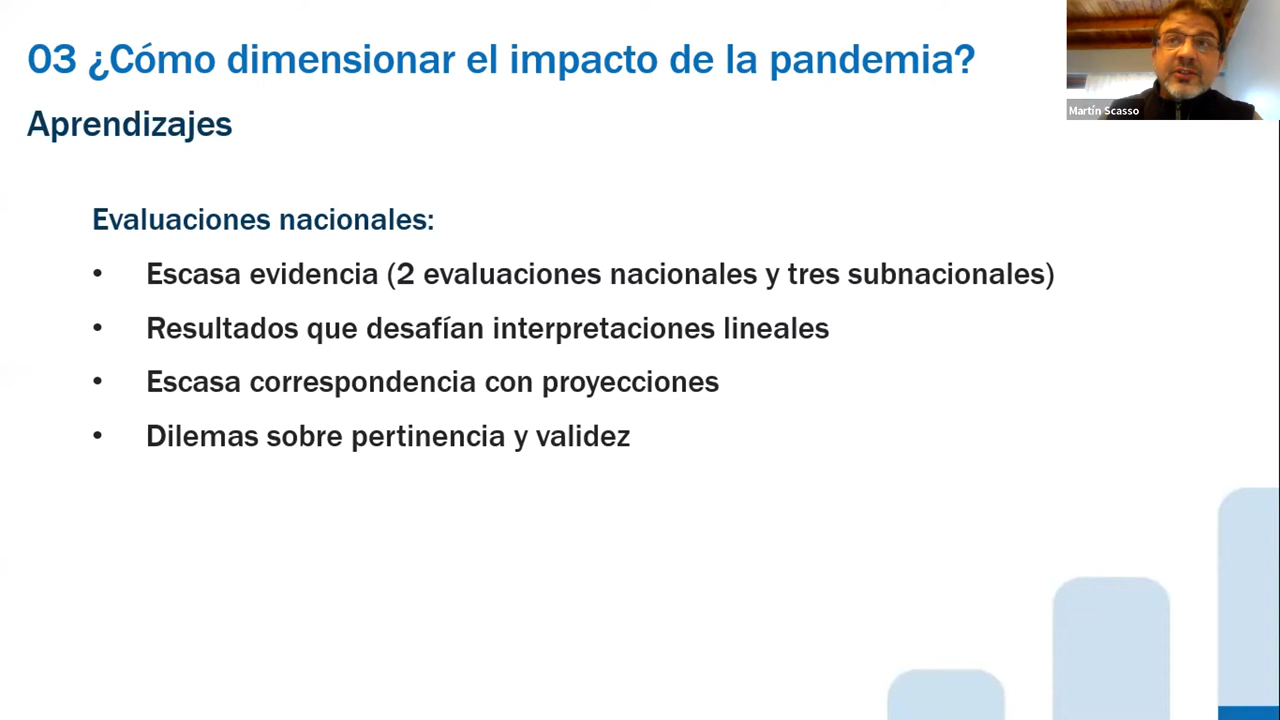 03 ¿Cómo dimensionar el impacto de la pandemia?
Martín Scasso
Aprendizajes
Evaluaciones nacionales:
• Escasa evidencia (2 evaluaciones nacionales y tres subnacionales)
• Resultados que desafían interpretaciones lineales
• Escasa correspondencia con proyecciones
• Dilemas sobre pertinencia y validez